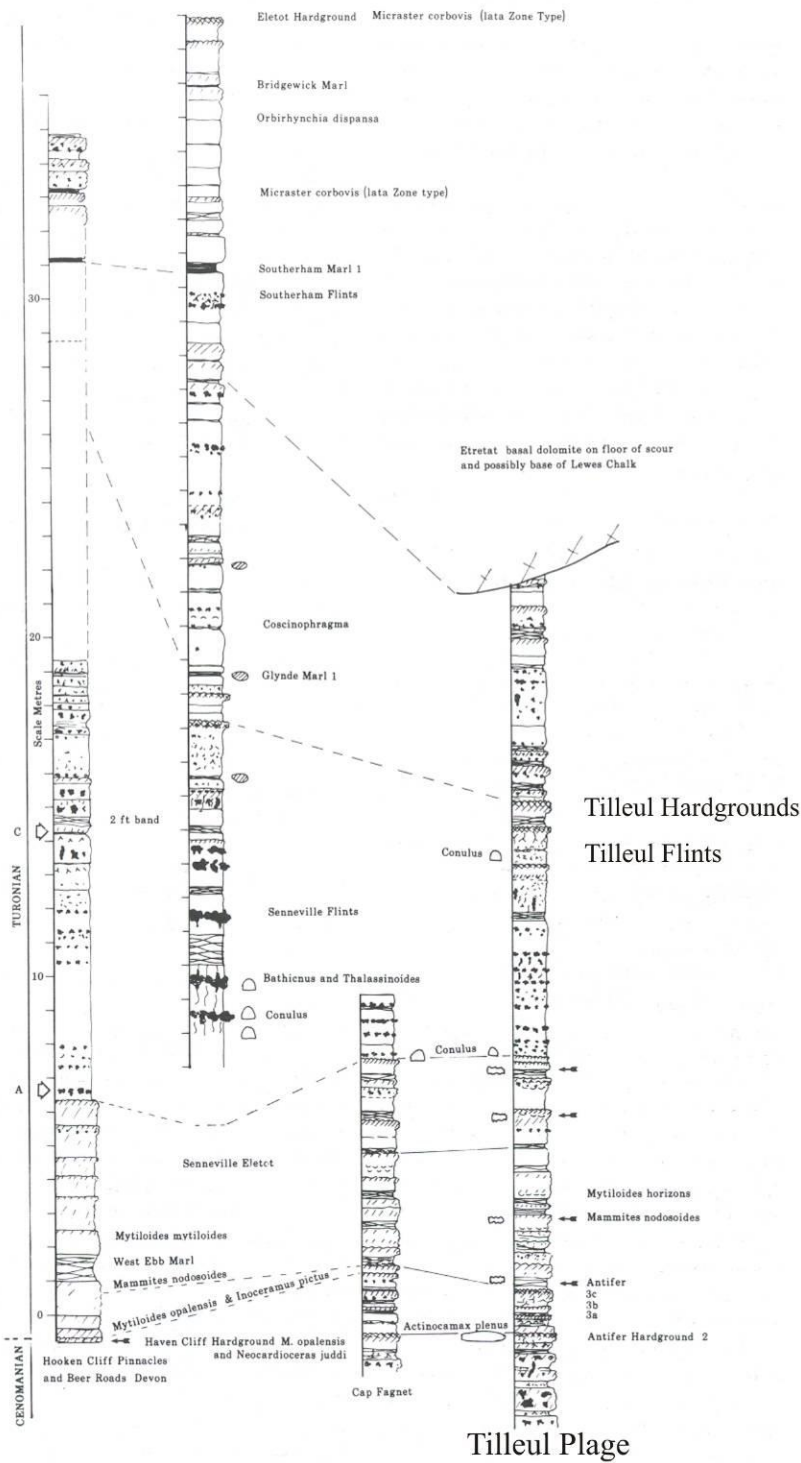 Eletot Hardground Micraster corbovis (lata Zone Type)
Bridgewick Marl
Orbirhynchia dispansa
Micraster corbovis (lata Zone type)
Southerham Marl 1
Southerham Flints
30
Etretat basal dolomite on floor of scour
and possibly base of Lewes Chalk
Coscinophragma
20
Glynde Marl 1
Scale Metres
Tilleul Hardgrounds
2 ft band
C
Conulus
Tilleul Flints
TURONIAN
Senneville Flints
10
Bathicnus and Thalassinoides
Conulus
Conulus
A
Senneville Eletct
Mytiloides horizons
Mammites nodosoides
Mytiloides mytiloides
West Ebb Marl
Mammites nodosoides
Mytiloides opalensis & Inoceramus pictus
Antifer
3c
3b
3a
0
Actinocamax plenus
Antifer Hardground 2
Haven Cliff Hardground M. opalensis
and Neocardioceras juddi
CENOMANIAN
Hooken Cliff Pinnacles
and Beer Roads Devon
Cap Fagnet
Tilleul Plage